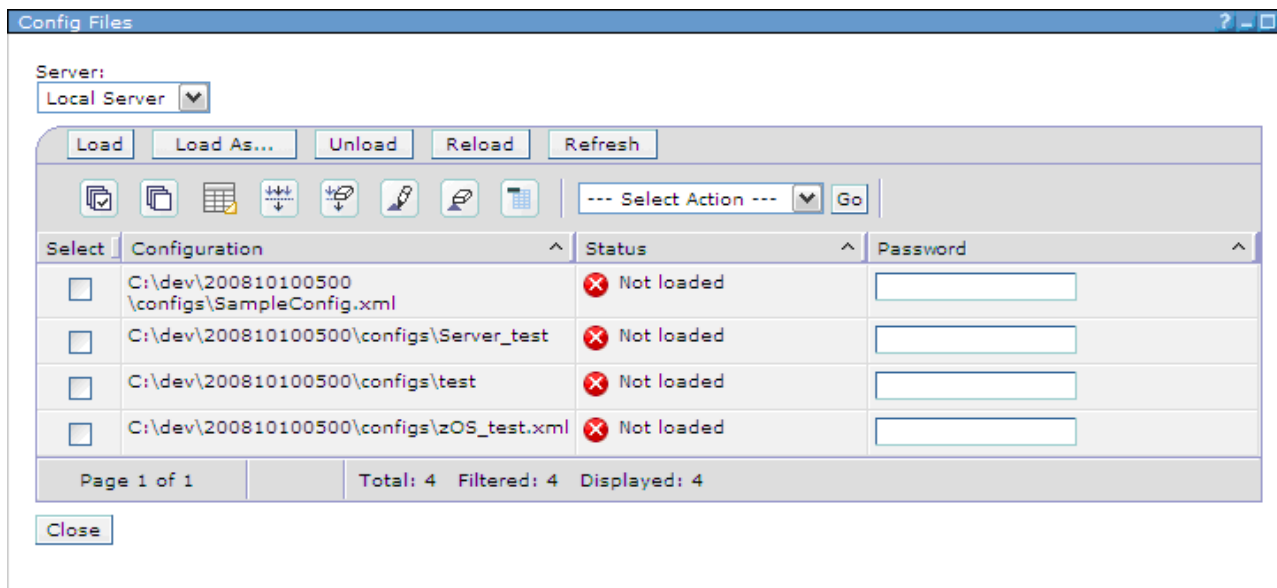 Config Files ?
Server:
Local Server
Load Load As... Unload Reload Refresh
--- Select Action --- Go
Select Configuration Status Password
C:\dev\200810100500
\configs\SampleConfig.xml Not loaded
C:\dev\200810100500\configs\Server_test Not loaded
C:\dev\200810100500\configs\test Not loaded
C:\dev\200810100500\configs\zOS_test.xml Not loaded
Page 1 of 1 Total: 4 Filtered: 4 Displayed: 4
Close